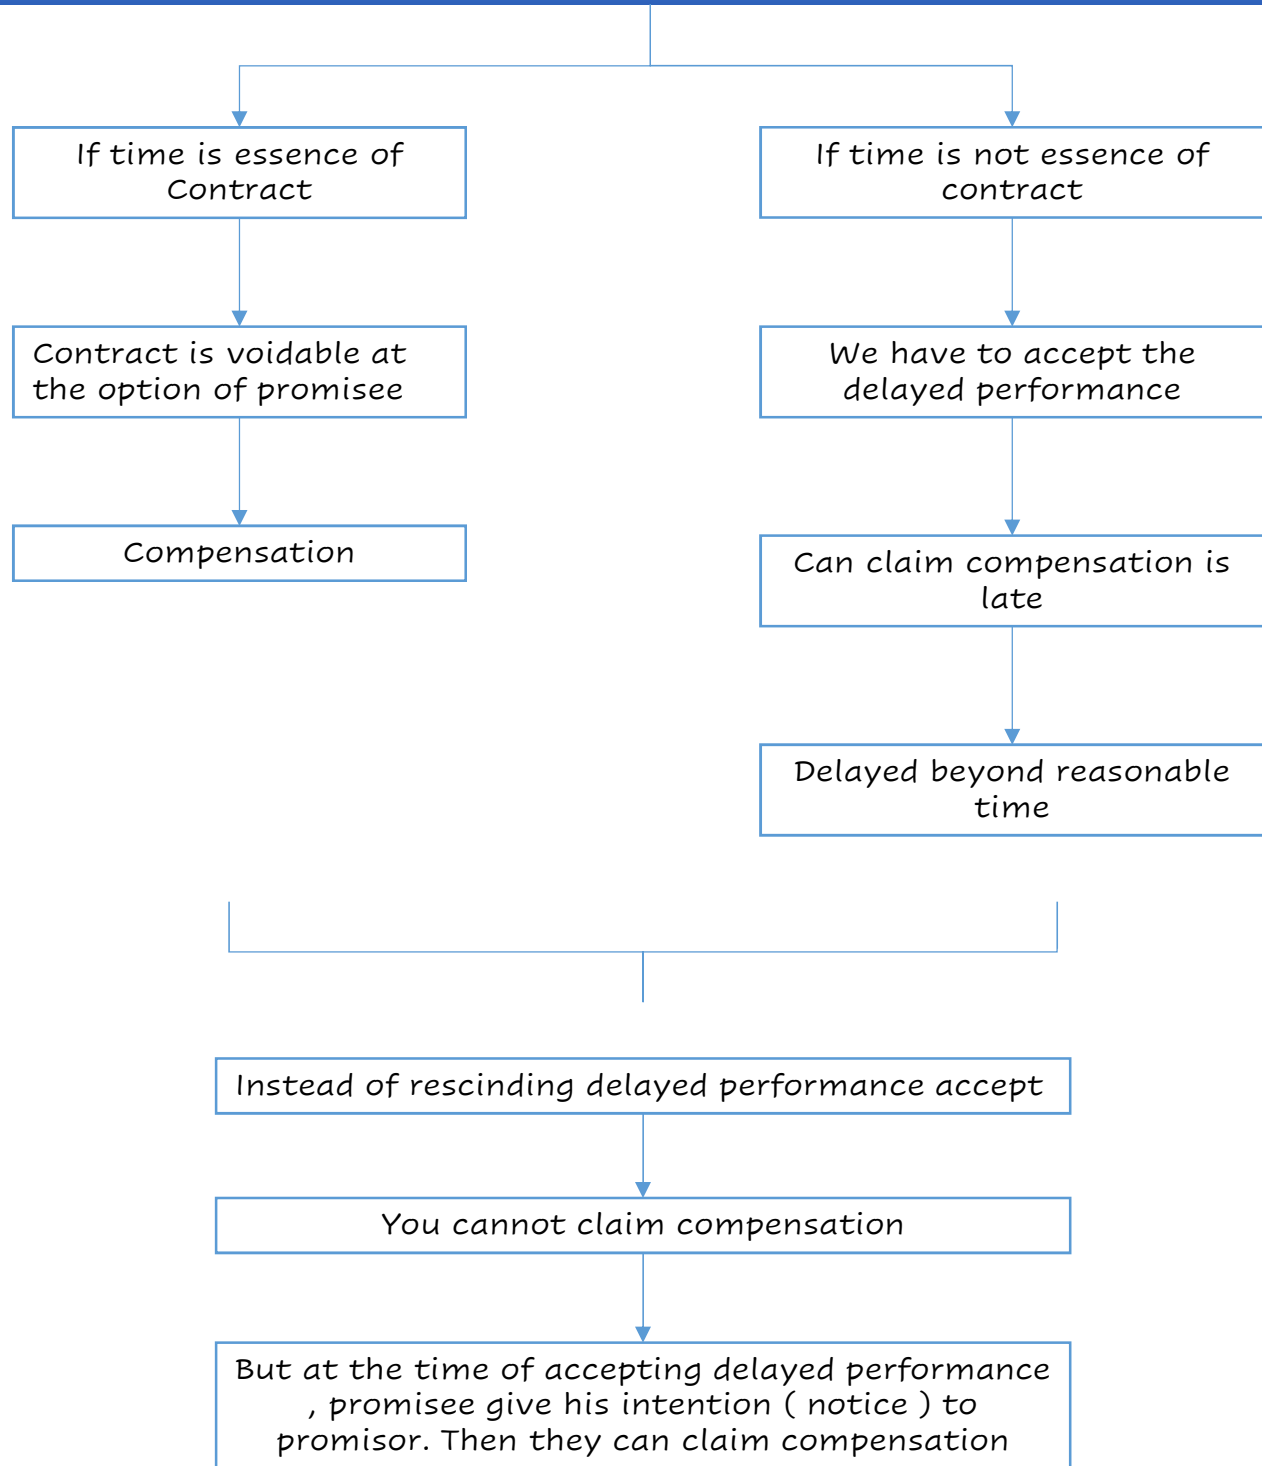 If time is essence of
Contract
If time is not essence of
contract
Contract is voidable at
the option of promisee
We have to accept the
delayed performance
Compensation
Can claim compensation is
late
Delayed beyond reasonable
time
Instead of rescinding delayed performance accept
You cannot claim compensation
But at the time of accepting delayed performance
, promisee give his intention ( notice ) to
promisor. Then they can claim compensation